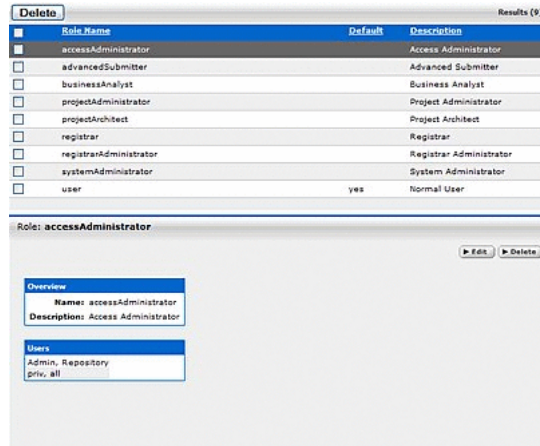 Delete Results (9)
Role Name Default Description
accessAdministrator Access Administrator
advancedSubmitter Advanced Submitter
businessAnalyst Business Analyst
projectAdministrator Project Administrator
projectArchitect Project Architect
registrar Registrar
registrarAdministrator Registrar Administrator
systemAdministrator System Administrator
user yes Normal User
Role: accessAdministrator
Edit Delete
Overview
Name: accessAdministrator
Description: Access Administrator
Users
Admin, Repository
priv, all